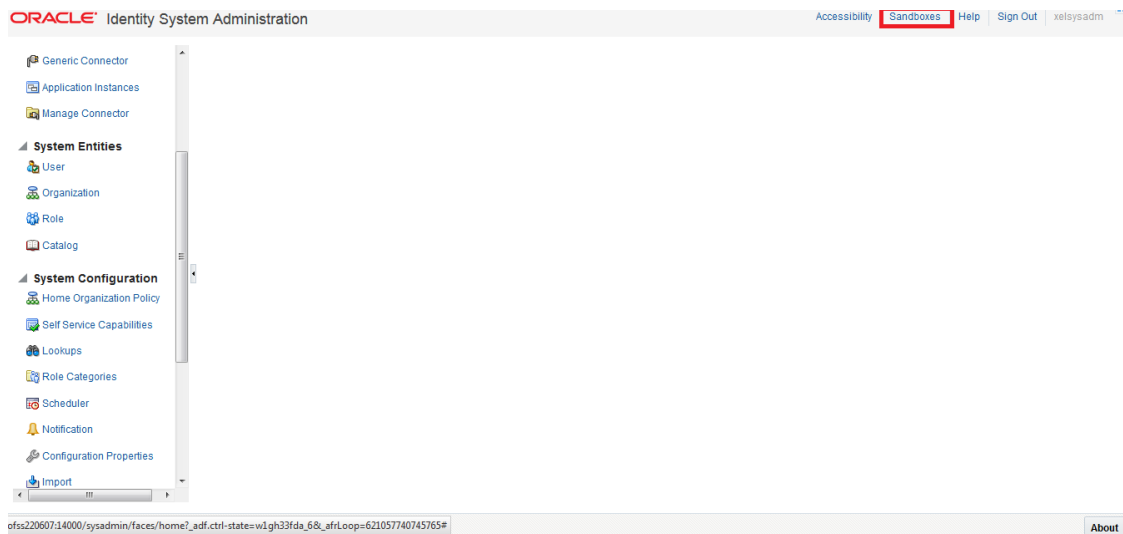 ORACLE Identity System Administration
Accessibility Sandboxes Help Sign Out xelsysadm
Generic Connector
Application Instances
Manage Connector
System Entities
User
Organization
Role
Catalog
System Configuration
Home Organization Policy
Self Service Capabilities
Lookups
Role Categories
Scheduler
Notification
Configuration Properties
Import
ofss220607:14000/sysadmin/faces/home?_adf.ctrl-state=w1gh33fda_6&_afrLoop=621057740745765#
About